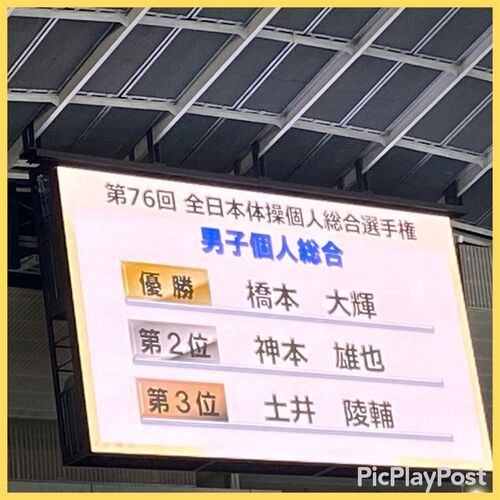 第76回 全日本体操個人総合選手権
男子個人総合
優勝 橋本 大輝
第2位 神本 雄也
第3位 土井 陵輔
PicPlayPost